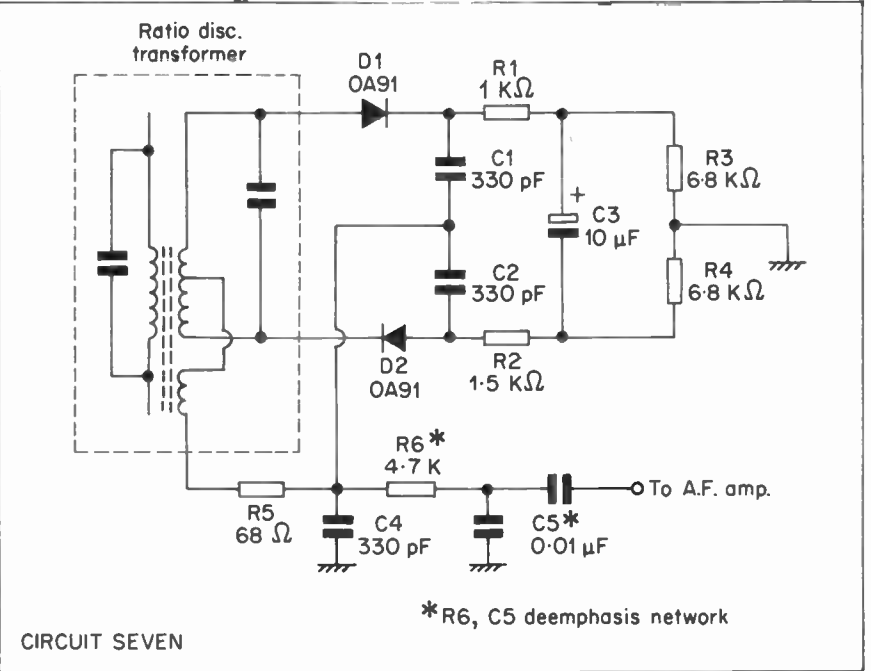 Ratio disc.
transformer
D1
OA91
R1
1 KΩ
C1
330 pF
+
C3
10 µF
R3
6·8 KΩ
C2
330 pF
R4
6·8 KΩ
D2
OA91
R2
1·5 KΩ
R6*
4·7 K
To A.F. amp.
R5
68 Ω
C4
330 pF
C5*
0·01 µF
*R6, C5 deemphasis network
CIRCUIT SEVEN